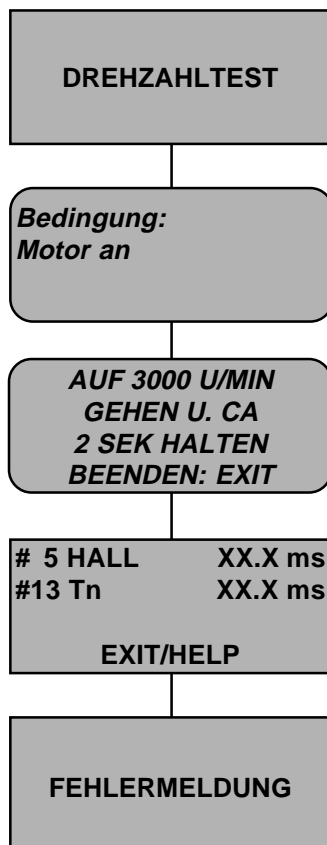 DREHZAHLTEST
Bedingung:
Motor an
AUF 3000 U/MIN
GEHEN U. CA
2 SEK HALTEN
BEENDEN: EXIT
# 5 HALL XX.X ms
#13 Tn XX.X ms
EXIT/HELP
FEHLERMELDUNG